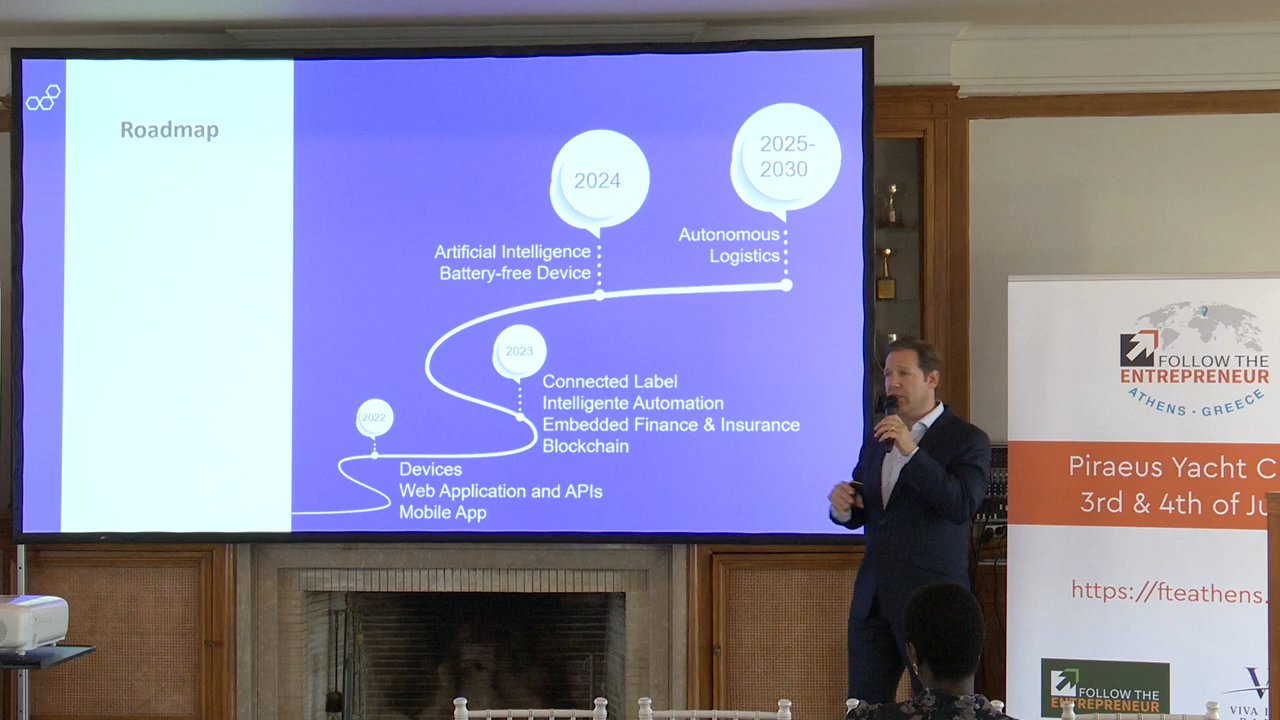 Roadmap
2025-
2030
2024
Autonomous
Logistics
Artificial Intelligence
Battery-free Device
2023
Connected Label
Intelligente Automation
Embedded Finance & Insurance
Blockchain
2022
Devices
Web Application and APIs
Mobile App
FOLLOW THE
ENTREPRENEUR
ATHENS · GREECE
Piraeus Yacht C
3rd & 4th of Ju
https://fteathens.
FOLLOW THE
ENTREPRENEUR
VIVA